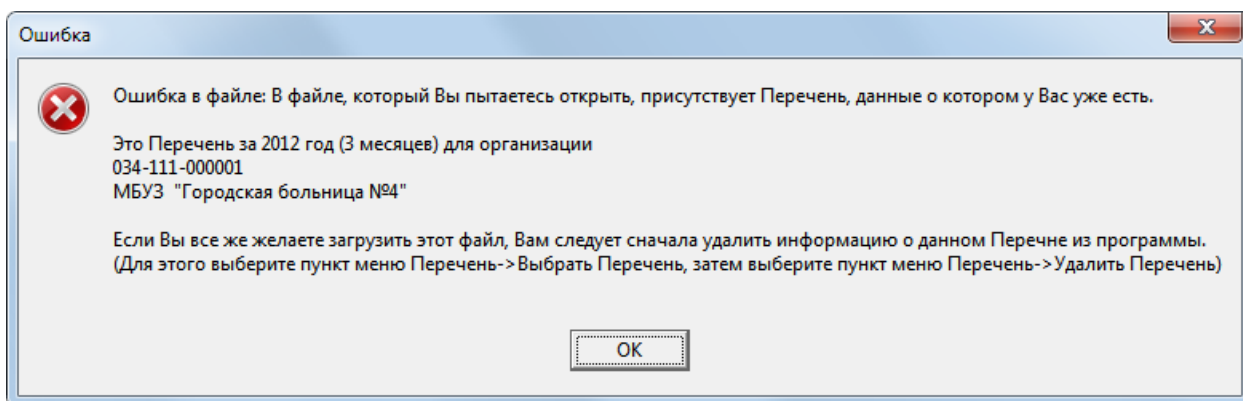 Ошибка
Ошибка в файле: В файле, который Вы пытаетесь открыть, присутствует Перечень, данные о котором у Вас уже есть.
Это Перечень за 2012 год (3 месяцев) для организации
034-111-000001
МБУЗ  "Городская больница №4"
Если Вы все же желаете загрузить этот файл, Вам следует сначала удалить информацию о данном Перечне из программы.
(Для этого выберите пункт меню Перечень->Выбрать Перечень, затем выберите пункт меню Перечень->Удалить Перечень)
OK